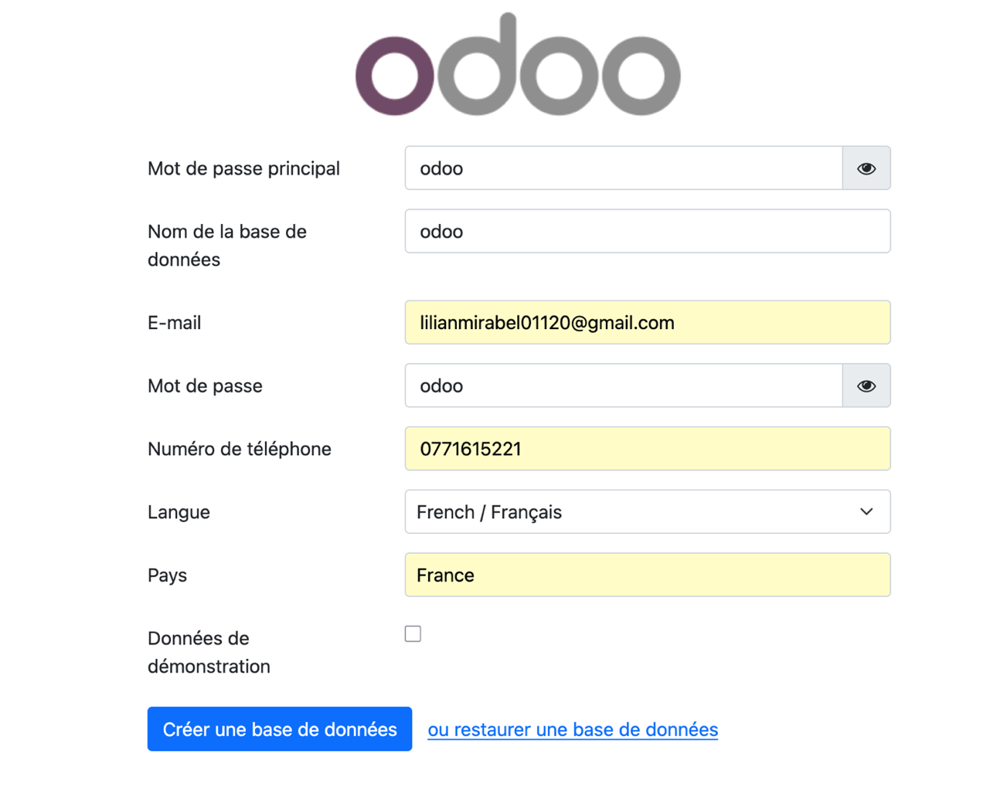 odoo
Mot de passe principal
odoo
Nom de la base de
données
odoo
E-mail
lilianmirabel01120@gmail.com
Mot de passe
odoo
Numéro de téléphone
0771615221
Langue
French / Français
Pays
France
Données de
démonstration
Créer une base de données
ou restaurer une base de données